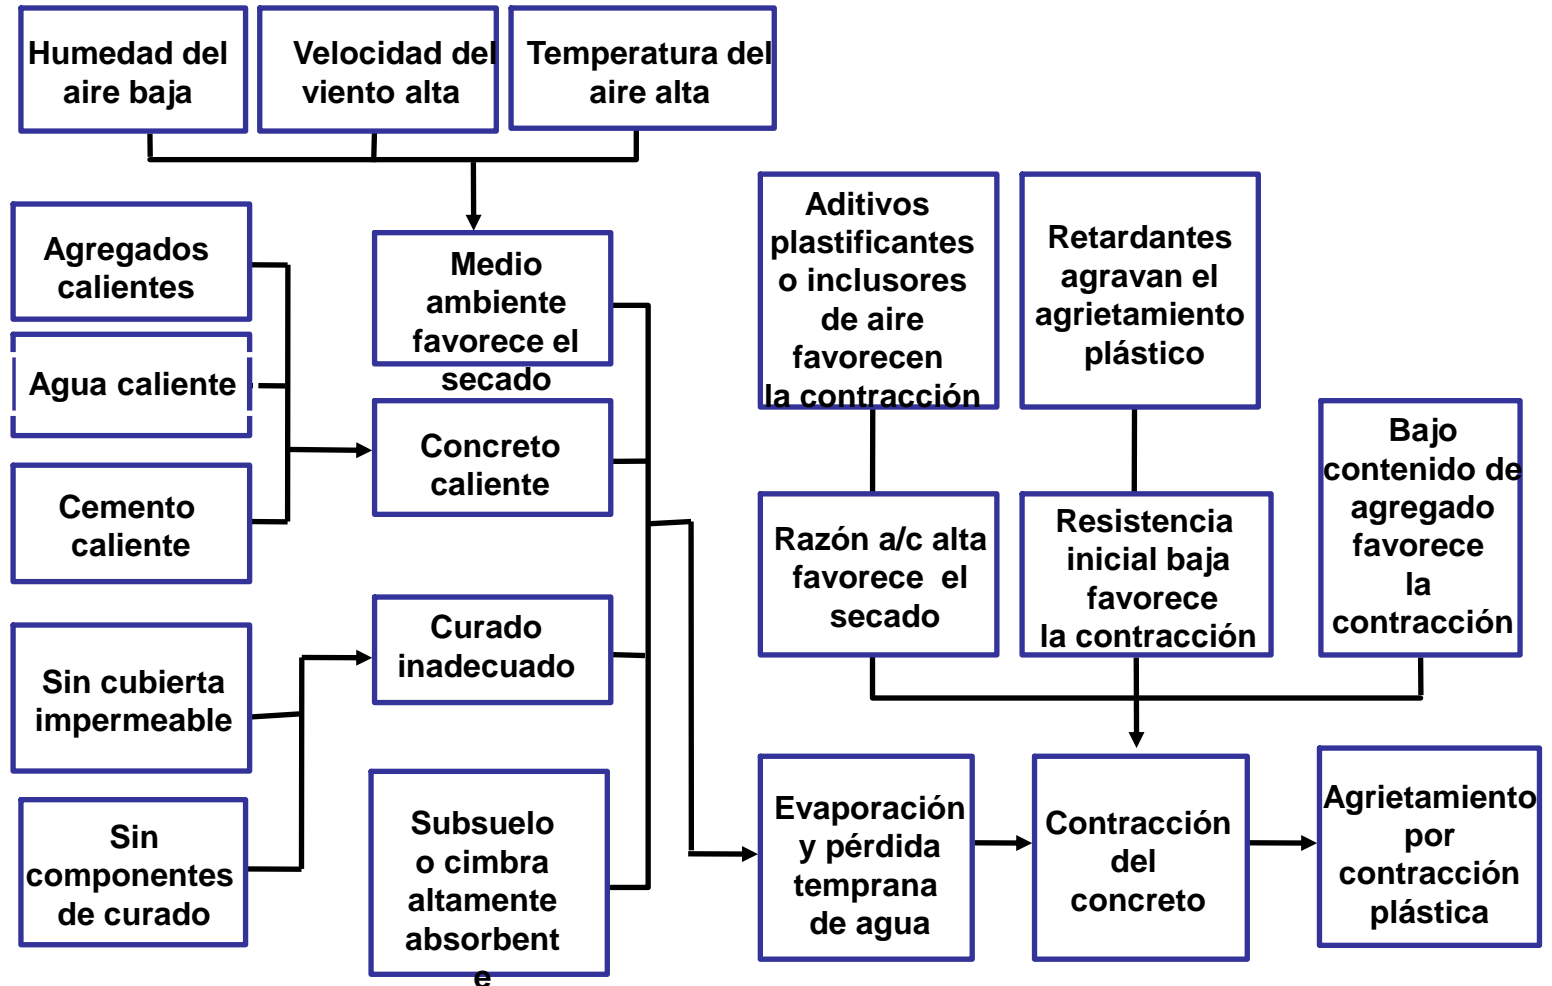 Humedad del
aire baja
Velocidad del
viento alta
Temperatura del
aire alta
Agregados
calientes
Agua caliente
Cemento
caliente
Sin cubierta
impermeable
Sin
componentes
de curado
Medio
ambiente
favorece el
secado
Concreto
caliente
Curado
inadecuado
Subsuelo
o cimbra
altamente
absorbent
e
Aditivos
plastificantes
o inclusores
de aire
favorecen
la contracción
Retardantes
agravan el
agrietamiento
plástico
Razón a/c alta
favorece el
secado
Resistencia
inicial baja
favorece
la contracción
Bajo
contenido de
agregado
favorece
la
contracción
Evaporación
y pérdida
temprana
de agua
Contracción
del
concreto
Agrietamiento
por
contracción
plástica